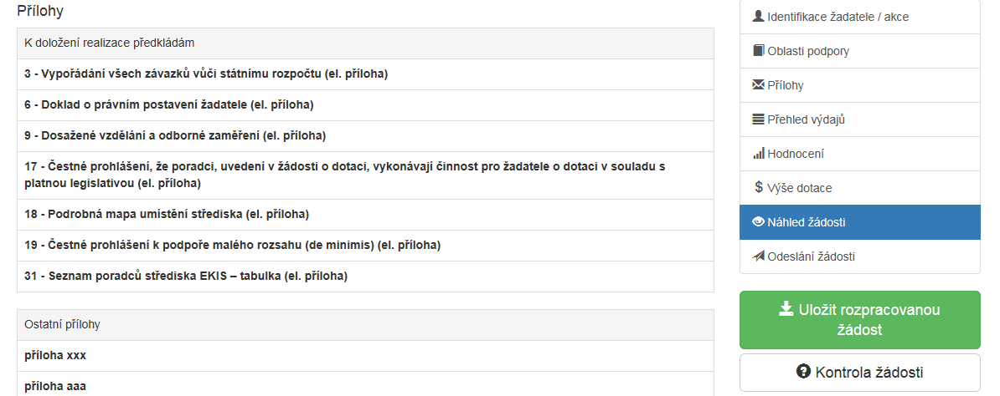 Přílohy
K doložení realizace předkládám
3 - Vypořádání všech závazků vůči státnímu rozpočtu (el. příloha)
6 - Doklad o právním postavení žadatele (el. příloha)
9 - Dosažené vzdělání a odborné zaměření (el. příloha)
17 - Čestné prohlášení, že poradci, uvedení v žádosti o dotaci, vykonávají činnost pro žadatele o dotaci v souladu s
platnou legislativou (el. příloha)
18 - Podrobná mapa umístění střediska (el. příloha)
19 - Čestné prohlášení k podpoře malého rozsahu (de minimis) (el. příloha)
31 - Seznam poradců střediska EKIS – tabulka (el. příloha)
Ostatní přílohy
příloha xxx
příloha aaa
Identifikace žadatele / akce
Oblasti podpory
Přílohy
Přehled výdajů
Hodnocení
$ Výše dotace
Náhled žádosti
Odeslání žádosti
Uložit rozpracovanou
žádost
Kontrola žádosti